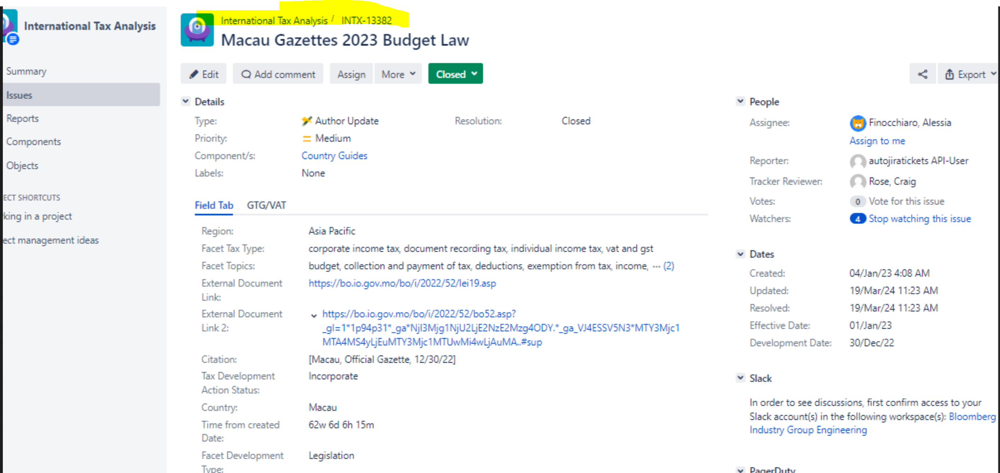 International Tax Analysis
Summary
Issues
Reports
Components
Objects
ECT SHORTCUTS
king in a project
ect management ideas
International Tax Analysis / INTX-13382
Macau Gazettes 2023 Budget Law
Edit
Add comment
Assign
More
Closed
Export
Details
Type: Author Update
Resolution: Closed
Priority: Medium
Component/s: Country Guides
Labels: None
Field Tab GTG/VAT
Region: Asia Pacific
Facet Tax Type: corporate income tax, document recording tax, individual income tax, vat and gst
Facet Topics: budget, collection and payment of tax, deductions, exemption from tax, income, ··· (2)
External Document Link: https://bo.io.gov.mo/bo/i/2022/52/lei19.asp
External Document Link 2: https://bo.io.gov.mo/bo/i/2022/52/bo52.asp?
_gl=1*1p94p31*_ga*NjI3Mjg1NjU2LjE2NzE2Mzg4ODY.*_ga_VJ4ESSV5N3*MTY3Mjc1
MTA4MS4yLjEuMTY3Mjc1MTUwMi4wLjAuMA..#sup
Citation: [Macau, Official Gazette, 12/30/22]
Tax Development Action Status: Incorporate
Country: Macau
Time from created Date: 62w 6d 6h 15m
Facet Development Type: Legislation
People
Assignee: Finocchiaro, Alessia
Assign to me
Reporter: autojiratickets API-User
Tracker Reviewer: Rose, Craig
Votes: 0 Vote for this issue
Watchers: 4 Stop watching this issue
Dates
Created: 04/Jan/23 4:08 AM
Updated: 19/Mar/24 11:23 AM
Resolved: 19/Mar/24 11:23 AM
Effective Date: 01/Jan/23
Development Date: 30/Dec/22
Slack
In order to see discussions, first confirm access to your
Slack account(s) in the following workspace(s): Bloomberg
Industry Group Engineering
PagerDuty